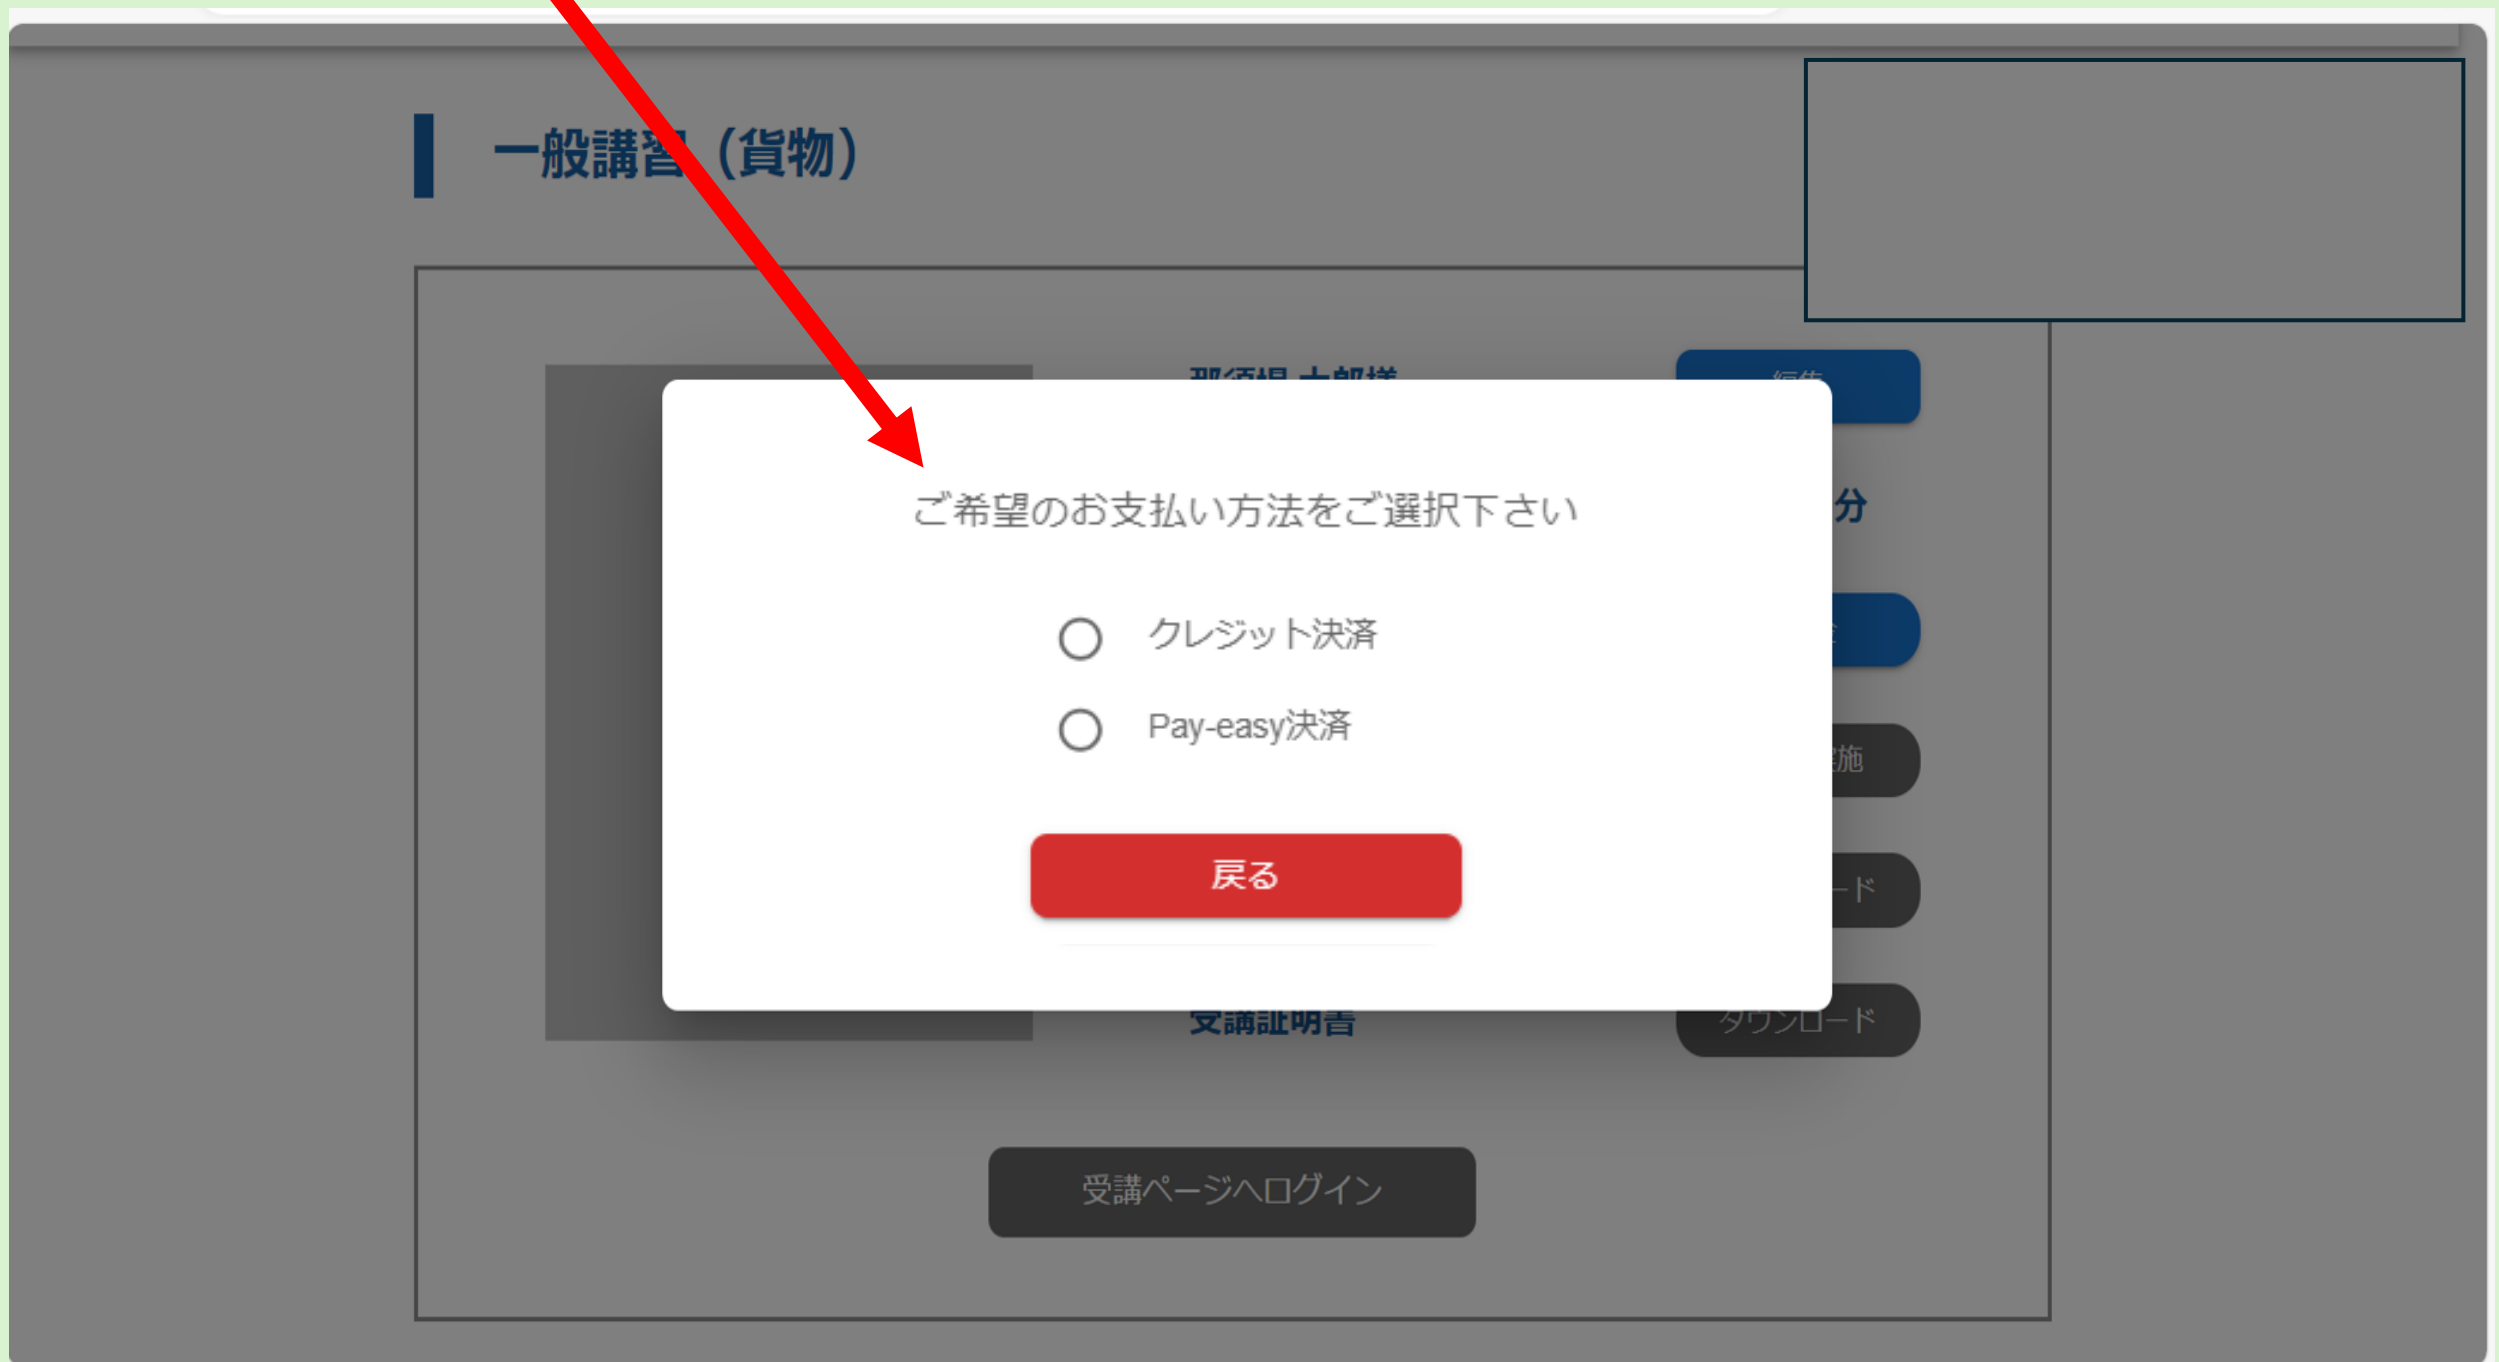 一般講習（貨物）
編集
ご希望のお支払い方法をご選択下さい
分
クレジット決済
Pay-easy決済
施
戻る
ード
受講証明書
ダウンロード
受講ページへログイン